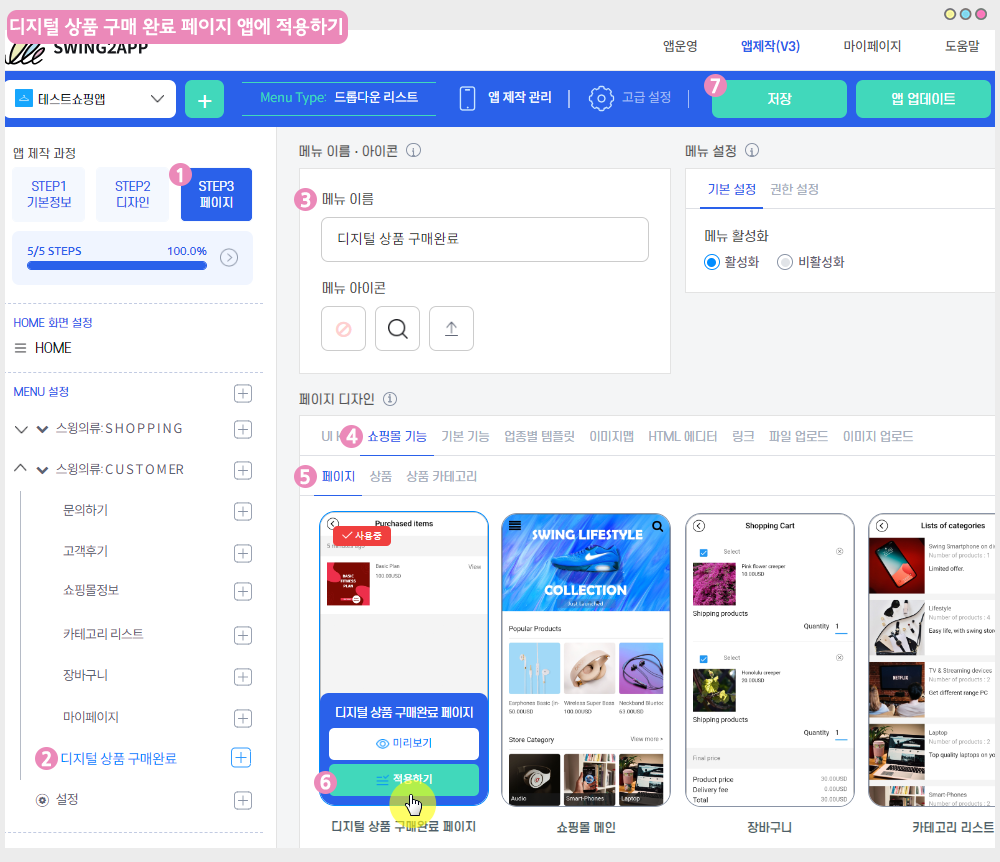 디지털 상품 구매 완료 페이지 앱에 적용하기
SWING2APP
앱운영 앱제작(V3) 마이페이지 도움말
테스트쇼핑앱
+
Menu Type: 드롭다운 리스트
앱 제작 관리
고급 설정
7
저장
앱 업데이트
앱 제작 과정
1
STEP1
기본정보
STEP2
디자인
STEP3
페이지
5/5 STEPS 100.0%
HOME 화면 설정
HOME
MENU 설정
스윙의류:SHOPPING
스윙의류:CUSTOMER
문의하기
고객후기
쇼핑몰정보
카테고리 리스트
장바구니
마이페이지
2 디지털 상품 구매완료
설정
메뉴 이름 · 아이콘
3 메뉴 이름
디지털 상품 구매완료
메뉴 아이콘
메뉴 설정
기본 설정 권한 설정
메뉴 활성화
활성화 비활성화
페이지 디자인
UI 4 쇼핑몰 기능 기본 기능 업종별 템플릿 이미지맵 HTML 에디터 링크 파일 업로드 이미지 업로드
5 페이지 상품 상품 카테고리
Purchased items
사용중
5 minutes ago
Basic Plan View
100.00USD
BASIC
FITNESS
PLAN
디지털 상품 구매완료 페이지
미리보기
6 적용하기
디지털 상품 구매완료 페이지
SWING LIFESTYLE
COLLECTION
Just Launched
Popular Products
Earphones Basic (in- Wireless Super Bass Neckband Blueto
50.00USD 100.00USD 63.00USD
Store Category View more
Audio Smart-Phones Laptop
쇼핑몰 메인
Shopping Cart
Select
Pink flower creeper
10.00USD
Shipping products
Quantity 1
Select
Honolulu creeper
20.00USD
Shipping products
Quantity 1
Final price
Product price 30.00USD
Delivery fee 0.00USD
Total 30.00USD
장바구니
Lists of categories
Swing Smartphone on di
Number of products : 1
Limited offer.
Lifestyle
Number of products : 4
Easy life, with swing store
TV & Streaming devices
Number of products : 2
Get different range PC
NETFLIX
Laptop
Number of products : 2
Top quality laptops on yo
Smart-Phones
Number of products : 2
카테고리 리스트